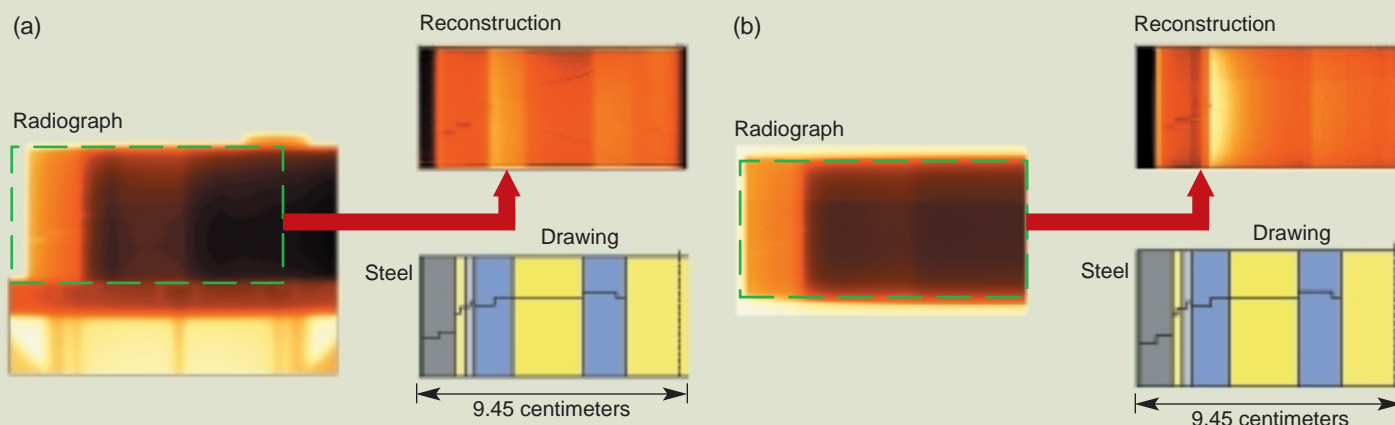 (a)
Reconstruction
Radiograph
Drawing
Steel
9.45 centimeters
(b)
Reconstruction
Radiograph
Drawing
Steel
9.45 centimeters